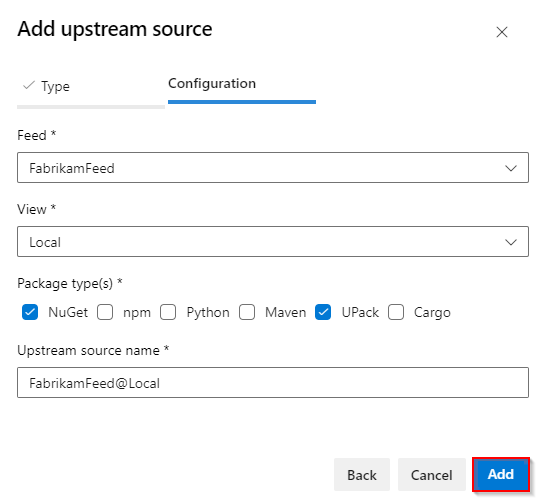 Add upstream source
Type Configuration
Feed *
FabrikamFeed
View *
Local
Package type(s) *
NuGet npm Python Maven UPack Cargo
Upstream source name *
FabrikamFeed@Local
Back Cancel Add